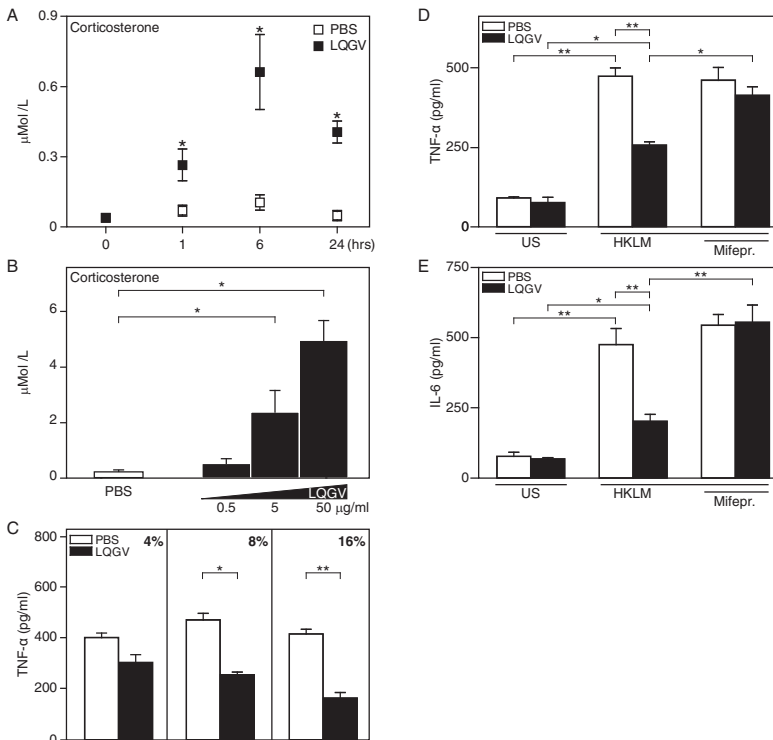 A
Corticosterone
PBS
LQGV
μMol /L
0.9
0.6
0.3
0
*
*
*
0 1 6 24 (hrs)
B
Corticosterone
μMol /L
6
4
2
0
*
*
PBS
LQGV
0.5 5 50 μg/ml
C
PBS
LQGV
4% 8% 16%
TNF-α (pg/ml)
800
600
400
200
0
* **
D
PBS
LQGV
TNF-α (pg/ml)
500
250
0
**
*
**
*
US HKLM
Mifepr.
E
PBS
LQGV
IL-6 (pg/ml)
750
500
250
0
**
**
*
**
US HKLM
Mifepr.